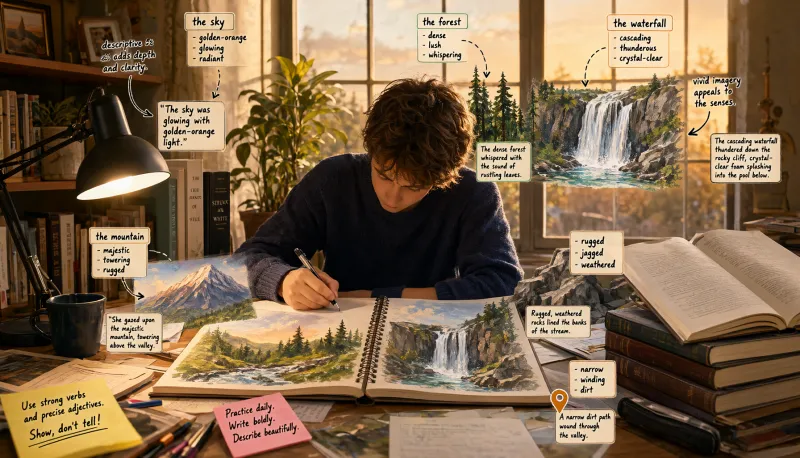 the sky
- golden-orange
- glowing
- radiant
and clarity.
"The sky was
glowing with
golden-orange
light."
the forest
- dense
- lush
- whispering
The dense forest
whispered with
the sound of
rustling leaves.
the waterfall
- cascading
- thunderous
- crystal-clear
vivid imagery
appeals to
the senses.
The cascading waterfall
thundered down the
rocky cliff, crystal-
clear foam splashing
into the pool below.
the mountain
- majestic
- towering
- rugged
"She gazed upon
the majestic
mountain, towering
above the valley."
- rugged
- jagged
- weathered
Rugged, weathered
rocks lined the banks
of the stream.
- narrow
- winding
- dirt
A narrow dirt path
wound through
the valley.
Use strong verbs
and precise adjectives.
Show, don't tell!
Practice daily.
Write boldly.
Describe beautifully.